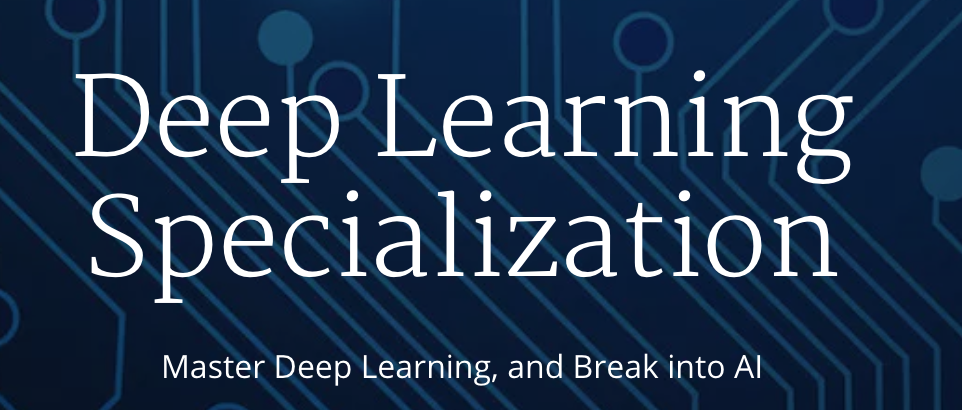 Deep Learning
Specialization
Master Deep Learning, and Break into AI